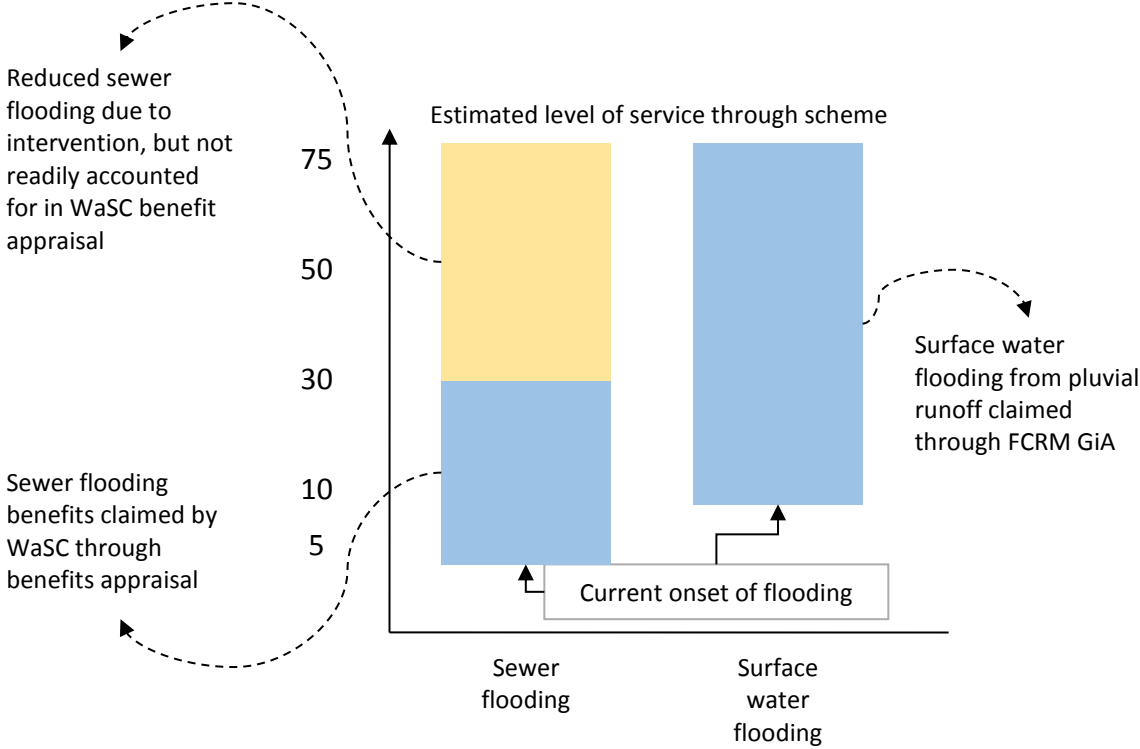 Reduced sewer
flooding due to
intervention, but not
readily accounted
for in WaSC benefit
appraisal
Estimated level of service through scheme
75
50
30
10
5
Surface water
flooding from pluvial
runoff claimed
through FCRM GiA
Sewer flooding
benefits claimed by
WaSC through
benefits appraisal
Current onset of flooding
Sewer
flooding
Surface
water
flooding